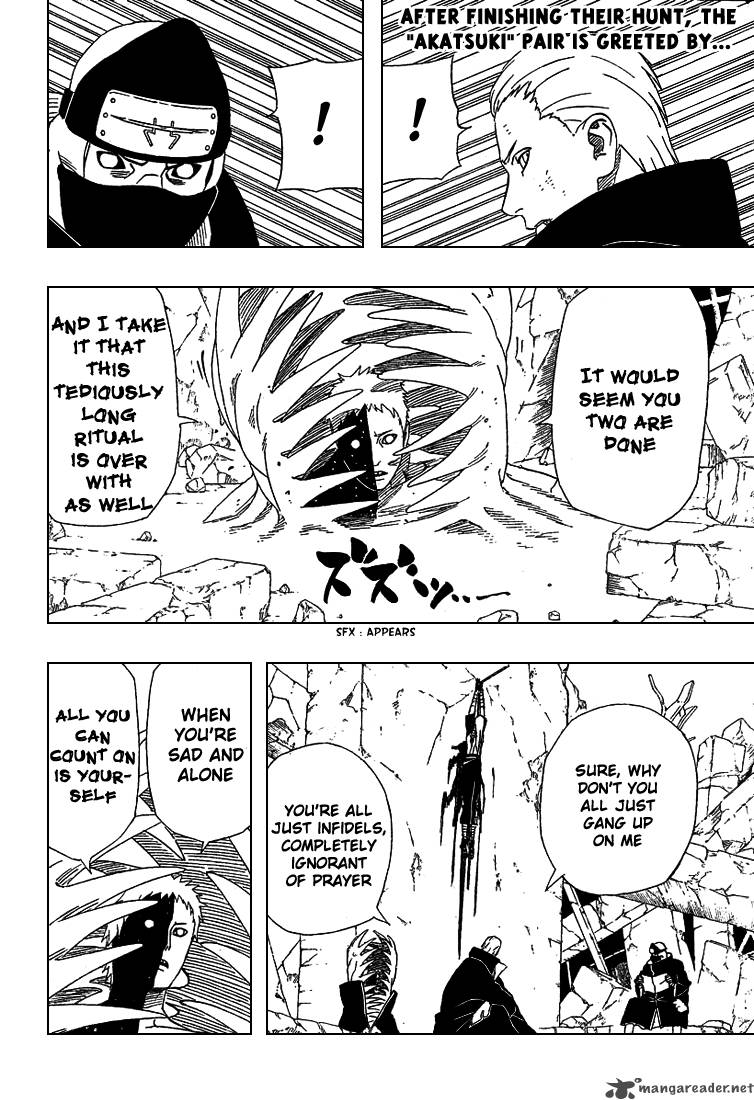 AFTER FINISHING THEIR HUNT, THE
"AKATSUKI" PAIR IS GREETED BY...
!
!
IT WOULD
SEEM YOU
TWO ARE
DONE
AND I TAKE
IT THAT
THIS
TEDIOUSLY
LONG
RITUAL
IS OVER
WITH
AS WELL
ズズッ...
SFX : APPEARS
SURE, WHY
DON'T YOU
ALL JUST
GANG UP
ON ME
YOU'RE ALL
JUST INFIDELS,
COMPLETELY
IGNORANT
OF PRAYER
WHEN
YOU'RE
SAD AND
ALONE
ALL YOU
CAN
COUNT ON
IS YOUR-
SELF
mangareader.net